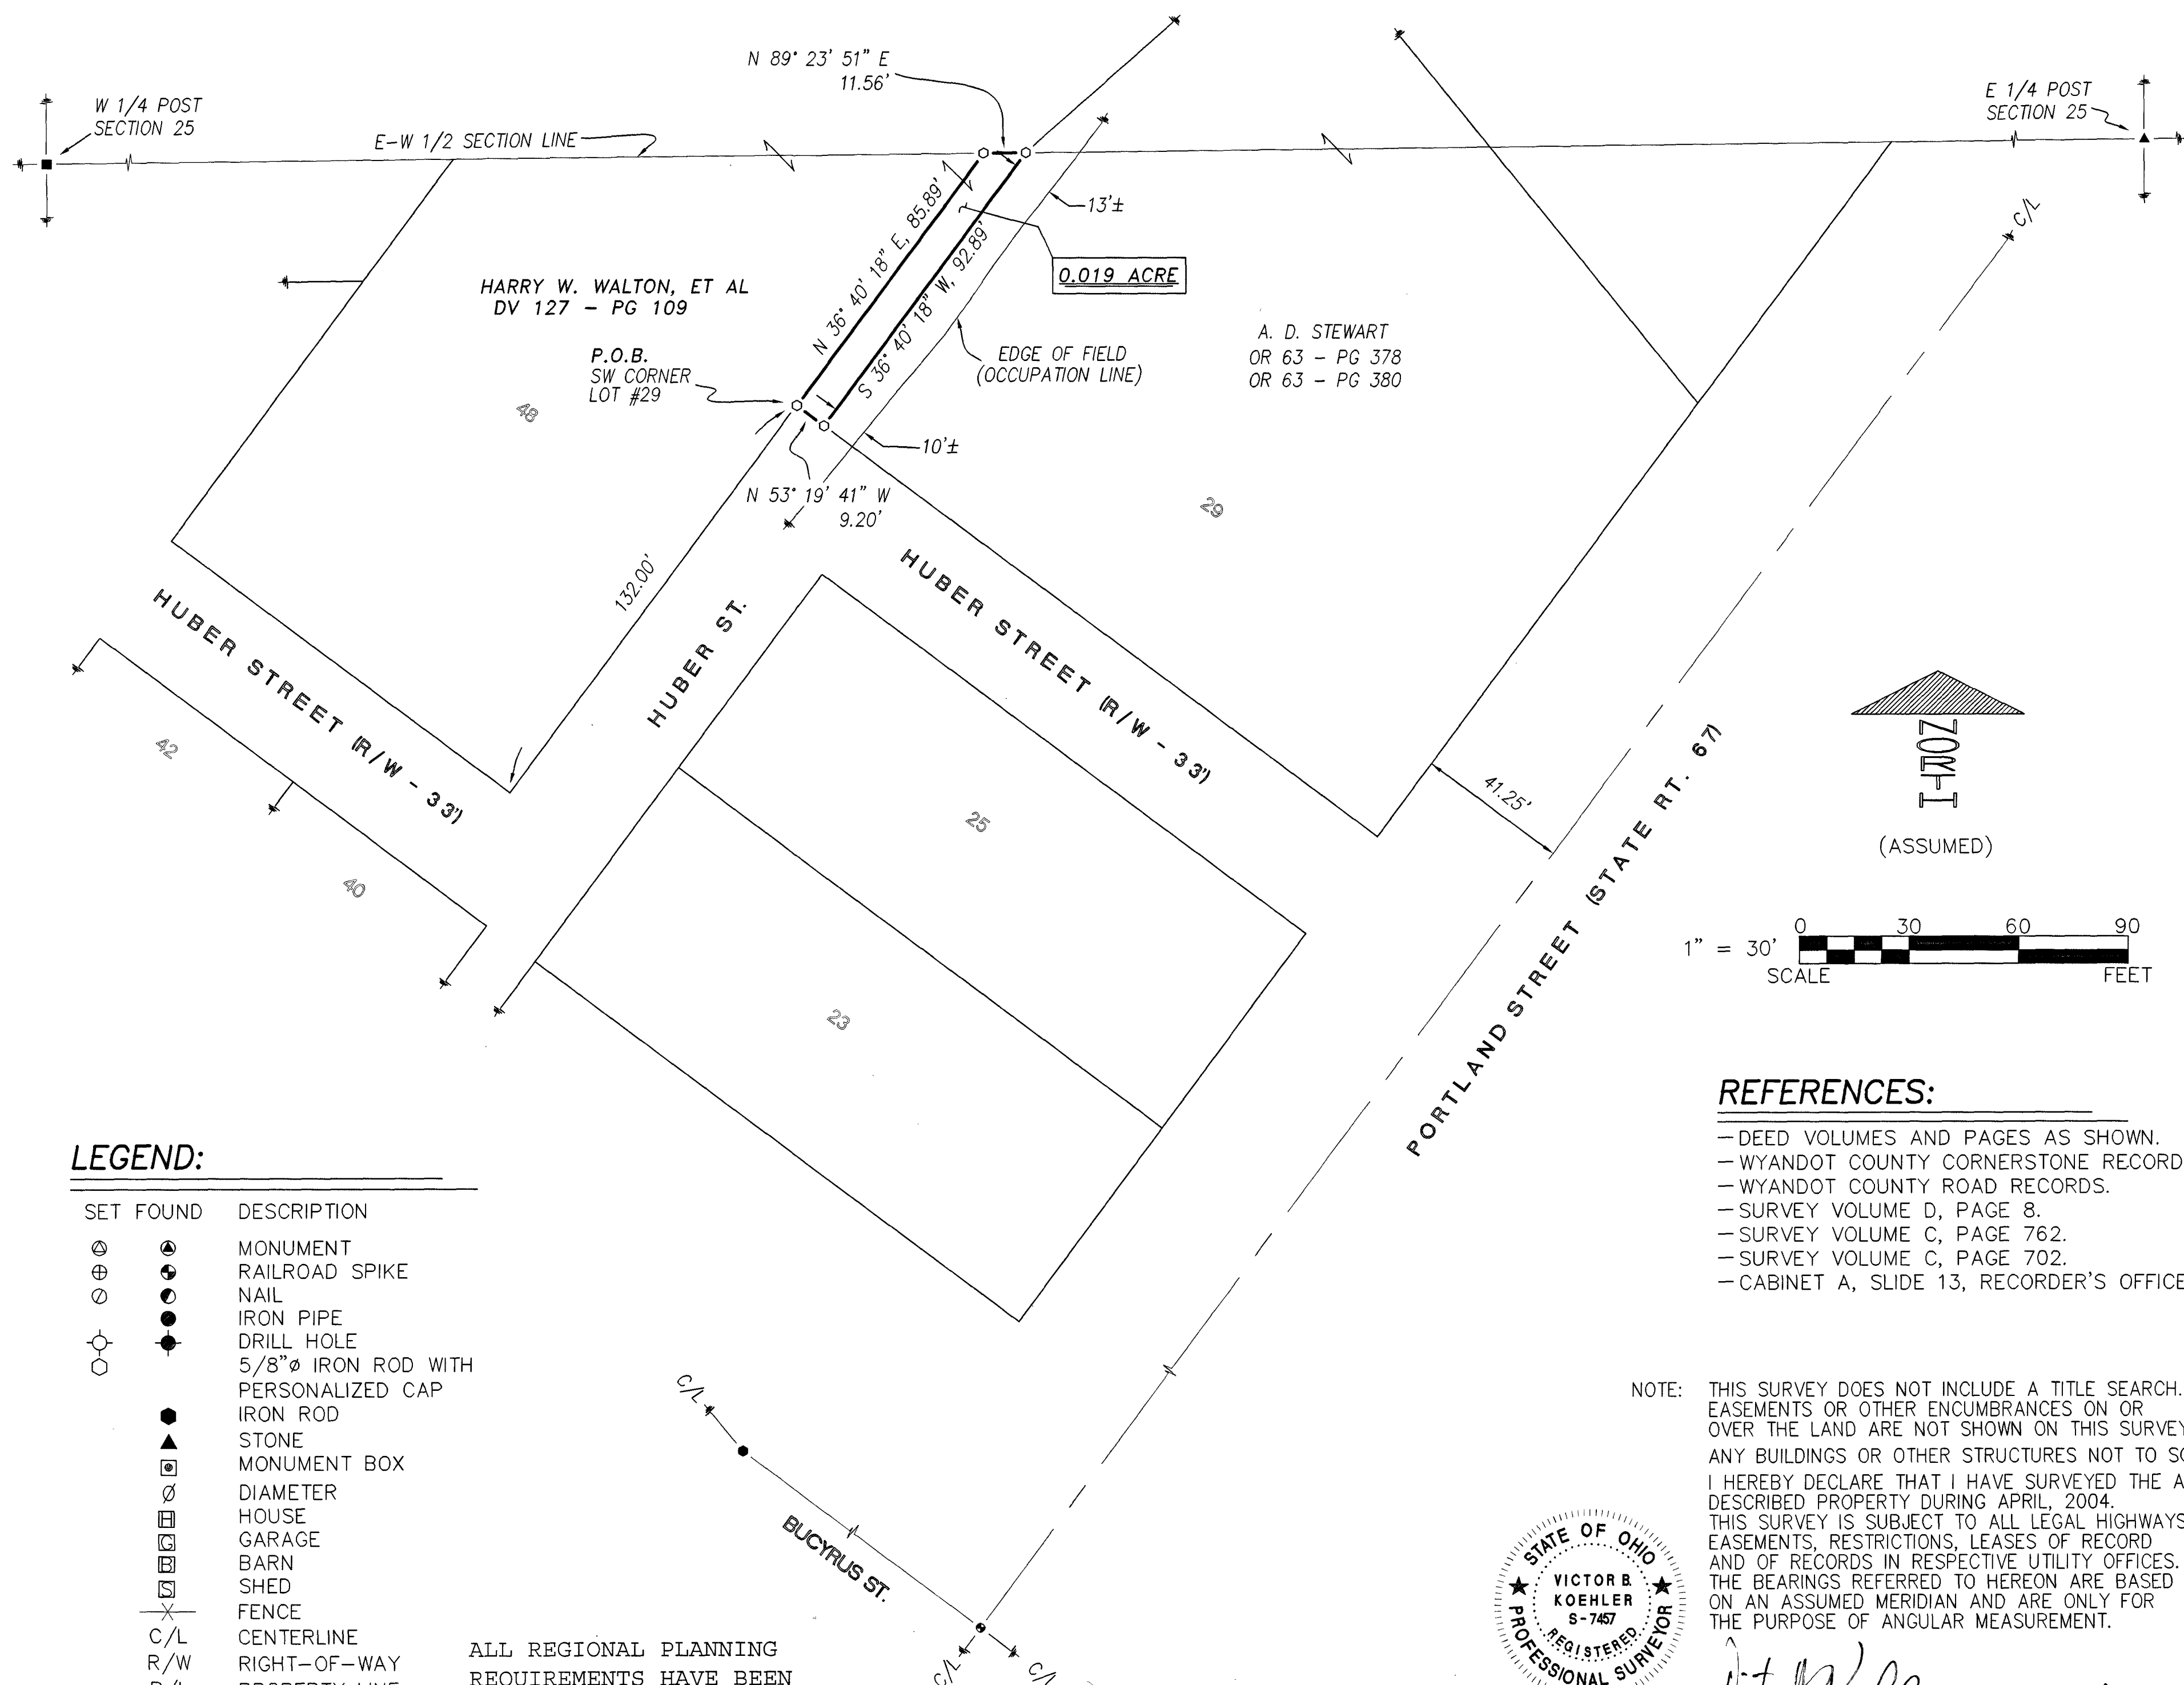 N 89° 23' 51" E
11.56'
W 1/4 POST
SECTION 25
E 1/4 POST
SECTION 25
E-W 1/2 SECTION LINE
N 36° 40' 18" E, 85.89'
S 36° 40' 18" W, 92.89'
13'±
C/L
0.019 ACRE
HARRY W. WALTON, ET AL
DV 127 - PG 109
P.O.B.
SW CORNER
LOT #29
EDGE OF FIELD
(OCCUPATION LINE)
A. D. STEWART
OR 63 - PG 378
OR 63 - PG 380
48
10'±
N 53° 19' 41" W
9.20'
29
132.00'
HUBER STREET (R/W - 33')
HUBER ST.
HUBER STREET (R/W - 33')
42
40
25
23
41.25'
PORTLAND STREET (STATE RT. 67)
NORTH
(ASSUMED)
0 30 60 90
1" = 30'
SCALE FEET
REFERENCES:
- DEED VOLUMES AND PAGES AS SHOWN.
- WYANDOT COUNTY CORNERSTONE RECORD
- WYANDOT COUNTY ROAD RECORDS.
- SURVEY VOLUME D, PAGE 8.
- SURVEY VOLUME C, PAGE 762.
- SURVEY VOLUME C, PAGE 702.
- CABINET A, SLIDE 13, RECORDER'S OFFICE
LEGEND:
SET FOUND DESCRIPTION
MONUMENT
RAILROAD SPIKE
NAIL
IRON PIPE
DRILL HOLE
5/8"ø IRON ROD WITH
PERSONALIZED CAP
IRON ROD
STONE
MONUMENT BOX
Ø DIAMETER
H HOUSE
G GARAGE
B BARN
S SHED
FENCE
C/L CENTERLINE
R/W RIGHT-OF-WAY
P/L PROPERTY LINE
ALL REGIONAL PLANNING
REQUIREMENTS HAVE BEEN
C/L
BUCYRUS ST.
C/L
C/L
NOTE: THIS SURVEY DOES NOT INCLUDE A TITLE SEARCH.
EASEMENTS OR OTHER ENCUMBRANCES ON OR
OVER THE LAND ARE NOT SHOWN ON THIS SURVEY
ANY BUILDINGS OR OTHER STRUCTURES NOT TO SC
I HEREBY DECLARE THAT I HAVE SURVEYED THE A
DESCRIBED PROPERTY DURING APRIL, 2004.
THIS SURVEY IS SUBJECT TO ALL LEGAL HIGHWAYS
EASEMENTS, RESTRICTIONS, LEASES OF RECORD
AND OF RECORDS IN RESPECTIVE UTILITY OFFICES.
THE BEARINGS REFERRED TO HEREON ARE BASED
ON AN ASSUMED MERIDIAN AND ARE ONLY FOR
THE PURPOSE OF ANGULAR MEASUREMENT.
STATE OF OHIO
VICTOR B.
KOEHLER
S-7457
REGISTERED
PROFESSIONAL SURVEYOR